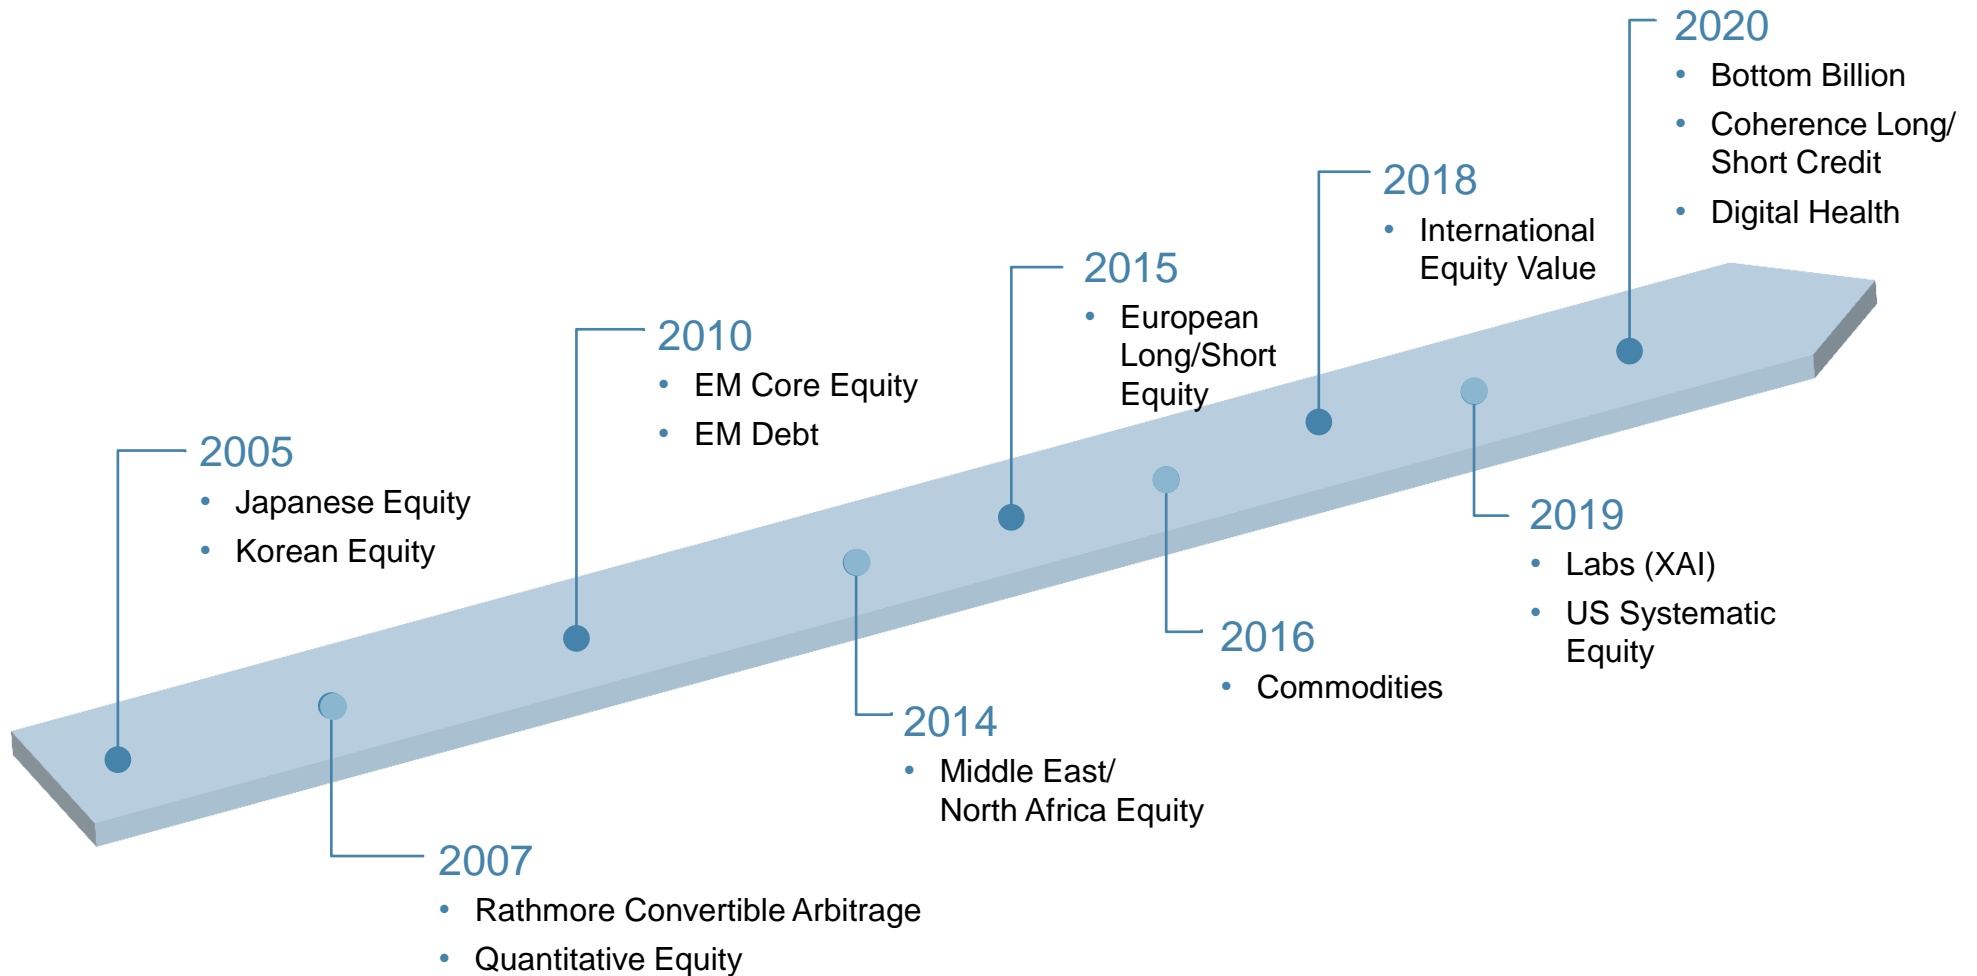 2005
• Japanese Equity
• Korean Equity
2007
• Rathmore Convertible Arbitrage
• Quantitative Equity
2010
• EM Core Equity
• EM Debt
2014
• Middle East/
North Africa Equity
2015
• European
Long/Short
Equity
2016
• Commodities
2018
• International
Equity Value
2019
• Labs (XAI)
• US Systematic
Equity
2020
• Bottom Billion
• Coherence Long/
Short Credit
• Digital Health